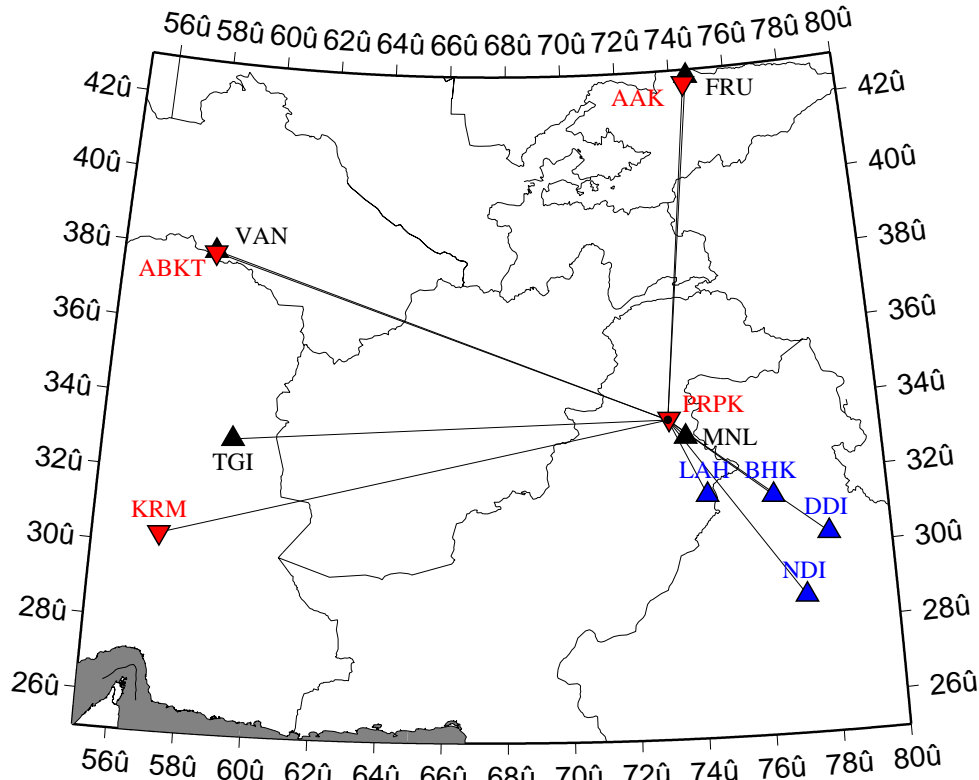 56û 58û 60û 62û 64û 66û 68û 70û 72û 74û 76û 78û 80û
42û AAK FRU 42û
40û 40û
38û VAN 38û
ABKT
36û 36û
34û PRPK 34û
MNL
32û TGI LAH BHK 32û
KRM DDI
30û 30û
NDI
28û 28û
26û 26û
56û 58û 60û 62û 64û 66û 68û 70û 72û 74û 76û 78û 80û